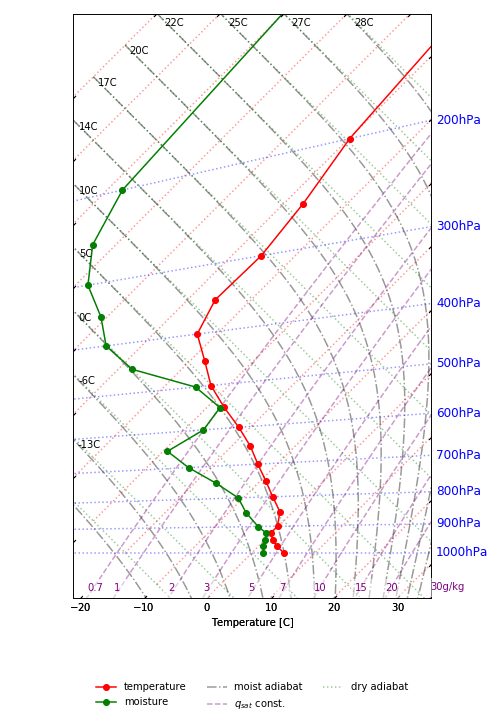 22C 25C 27C 28C
20C
17C
14C
200hPa
10C
300hPa
5C
400hPa
0C
500hPa
-6C
600hPa
-13C
700hPa
800hPa
900hPa
1000hPa
0.7 1 2 3 5 7 10 15 20 30g/kg
−20 −10 0 10 20 30
Temperature [C]
temperature moist adiabat dry adiabat
moisture qsat const.